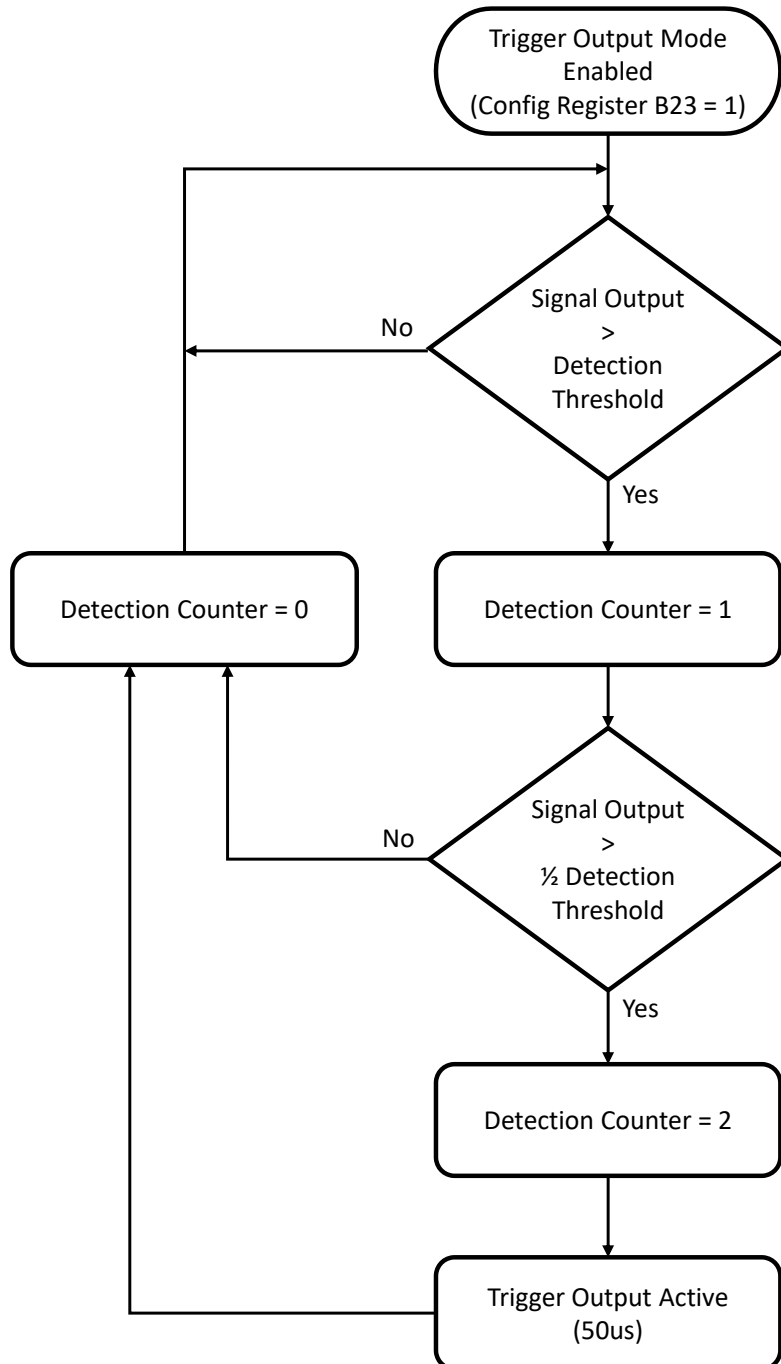 Trigger Output Mode
Enabled
(Config Register B23 = 1)
Signal Output
>
Detection
Threshold
No
Yes
Detection Counter = 0
Detection Counter = 1
Signal Output
>
½ Detection
Threshold
No
Yes
Detection Counter = 2
Trigger Output Active
(50us)